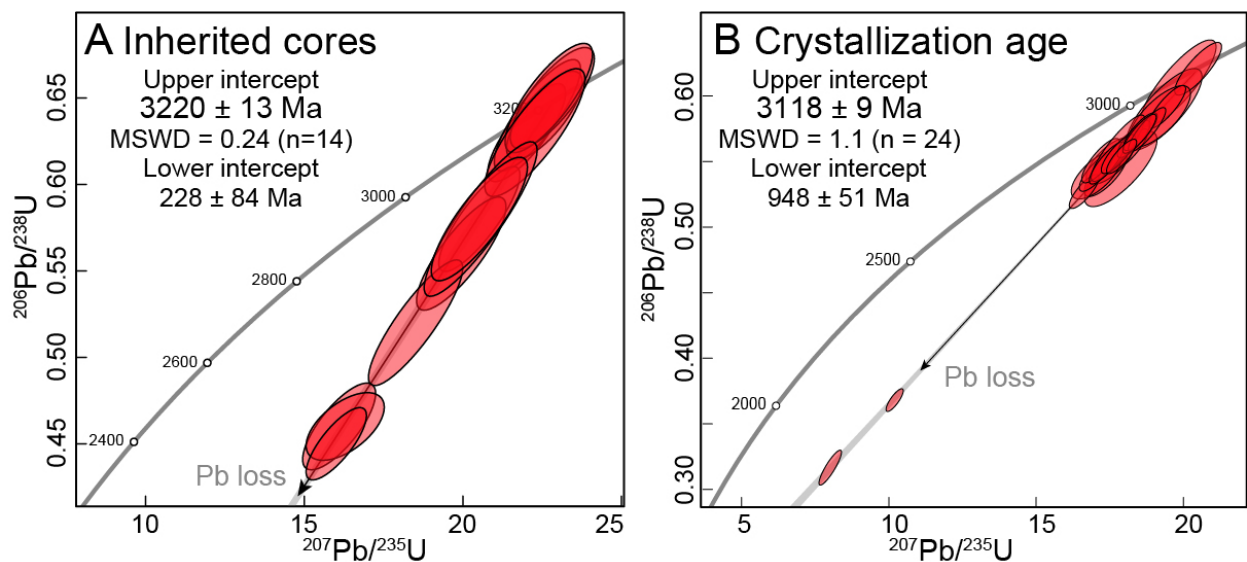 A Inherited cores
Upper intercept
3220 ± 13 Ma
MSWD = 0.24 (n=14)
Lower intercept
228 ± 84 Ma
320
3000
2800
2600
2400
Pb loss
0.65
0.60
0.55
0.50
0.45
²⁰⁶Pb/²³⁸U
10
15
20
25
²⁰⁷Pb/²³⁵U
B Crystallization age
Upper intercept
3118 ± 9 Ma
MSWD = 1.1 (n = 24)
Lower intercept
948 ± 51 Ma
3000
2500
2000
Pb loss
0.60
0.50
0.40
0.30
²⁰⁶Pb/²³⁸U
5
10
15
20
²⁰⁷Pb/²³⁵U